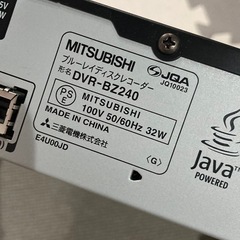 MITSUBISHI
ブルーレイディスクレコーダー
形名 DVR-BZ240
JQA
JQ10023
PSE
MITSUBISHI
100V 50/60Hz 32W
MADE IN CHINA
三菱電機株式会社
E4U00JD
〈G〉
Java
POWERED